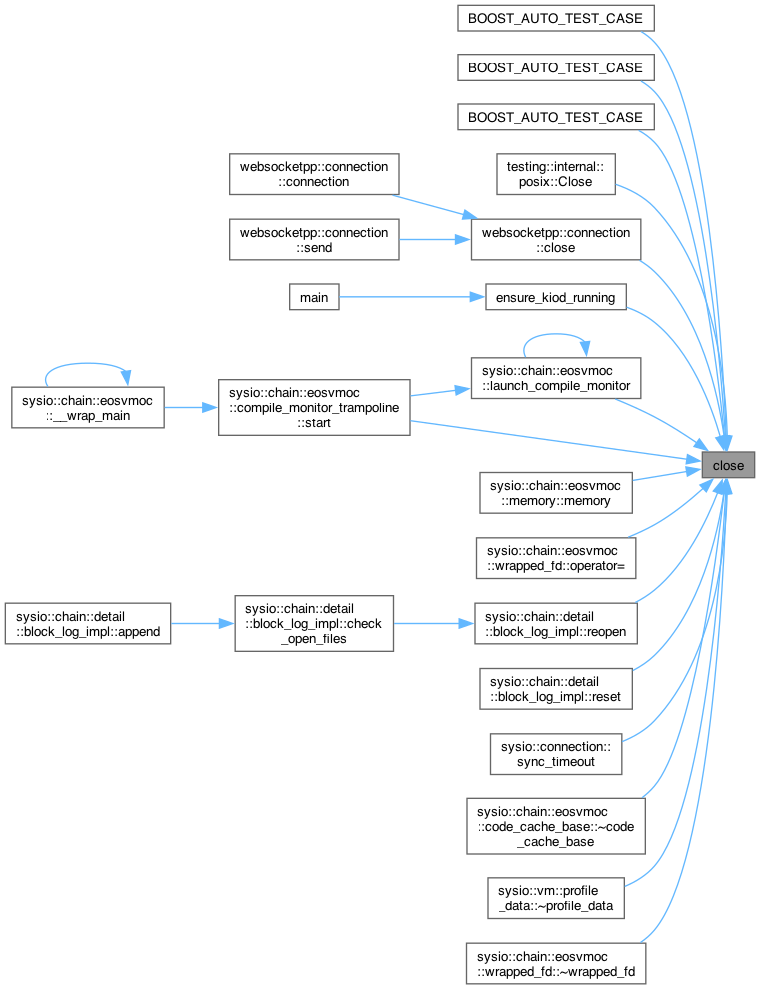 BOOST_AUTO_TEST_CASE
BOOST_AUTO_TEST_CASE
BOOST_AUTO_TEST_CASE
testing::internal::
posix::Close
websocketpp::connection
::connection
websocketpp::connection
::send
websocketpp::connection
::close
main
ensure_kiod_running
sysio::chain::eosvmoc
::__wrap_main
sysio::chain::eosvmoc
::compile_monitor_trampoline
::start
sysio::chain::eosvmoc
::launch_compile_monitor
close
sysio::chain::eosvmoc
::memory::memory
sysio::chain::eosvmoc
::wrapped_fd::operator=
sysio::chain::detail
::block_log_impl::append
sysio::chain::detail
::block_log_impl::check
_open_files
sysio::chain::detail
::block_log_impl::reopen
sysio::chain::detail
::block_log_impl::reset
sysio::connection::
sync_timeout
sysio::chain::eosvmoc
::code_cache_base::~code
_cache_base
sysio::vm::profile
_data::~profile_data
sysio::chain::eosvmoc
::wrapped_fd::~wrapped_fd